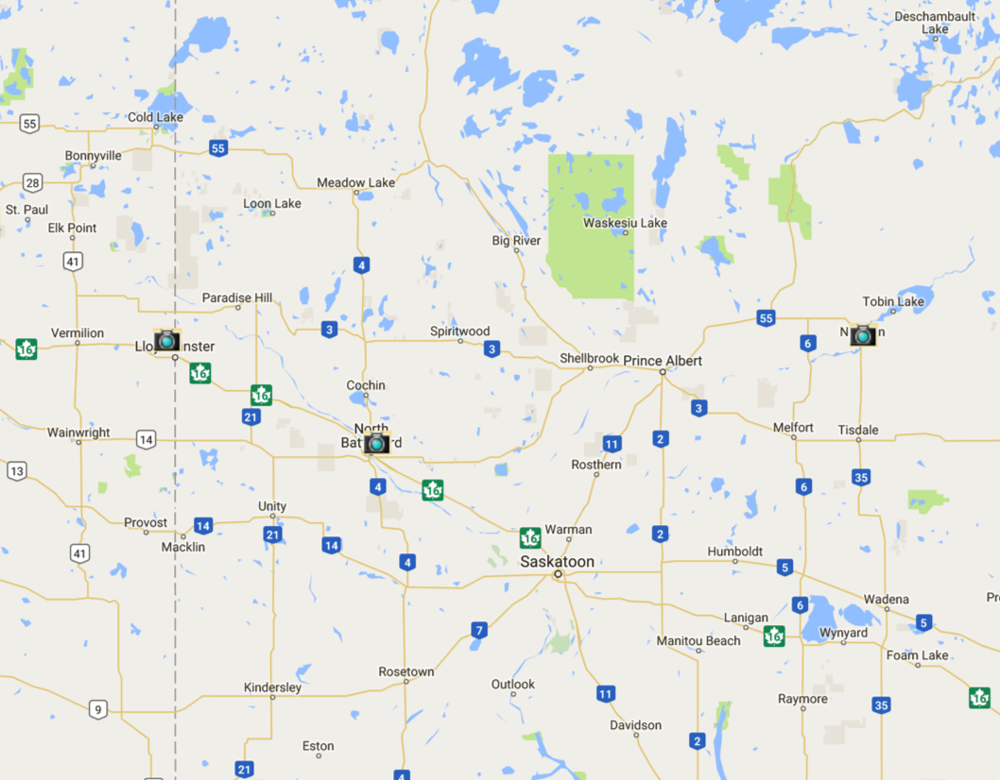 Deschambault
Lake
55
Cold Lake
55
Bonnyville
28
Meadow Lake
St. Paul
Loon Lake
Elk Point
Waskesiu Lake
Big River
41
4
Paradise Hill
Tobin Lake
55
Vermilion
3
Spiritwood
6
16
3
Shellbrook
Prince Albert
16
Cochin
16
3
21
North
Wainwright
14
11
2
Melfort
Tisdale
13
Rosthern
35
4
16
6
Unity
Provost
14
21
Macklin
14
16
Warman
2
41
4
Saskatoon
Humboldt
5
6
Wadena
7
Lanigan
16
5
Manitou Beach
Wynyard
Foam Lake
Rosetown
Outlook
Kindersley
11
Raymore
35
16
9
Davidson
2
Eston
21
4